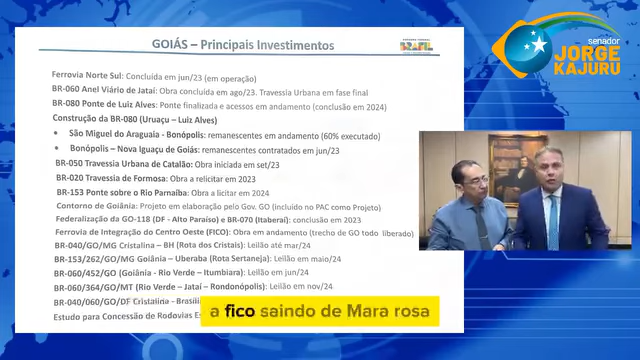 GOIÁS – Principais Investimentos
BRASIL
senador
JORGE
KAJURU
Ferrovia Norte Sul: Concluída em jun/23 (em operação)
BR-060 Anel Viário de Jataí: Obra concluída em ago/23. Travessia Urbana em fase final
BR-080 Ponte de Luiz Alves: Ponte finalizada e acessos em andamento (conclusão em 2024)
Construção da BR-080 (Uruaçu – Luiz Alves)
• São Miguel do Araguaia - Bonópolis: remanescentes em andamento (60% executado)
• Bonópolis – Nova Iguaçu de Goiás: remanescentes contratados em jun/23
BR-050 Travessia Urbana de Catalão: Obra iniciada em set/23
BR-020 Travessia de Formosa: Obra a relicitar em 2023
BR-153 Ponte sobre o Rio Parnaíba: Obra a licitar em 2024
Contorno de Goiânia: Projeto em elaboração pelo Gov. GO (incluído no PAC como Projeto)
Federalização da GO-118 (DF - Alto Paraíso) e BR-070 (Itaberaí): conclusão em 2023
Ferrovia de Integração do Centro Oeste (FICO): Obra em andamento (trecho de GO todo liberado)
BR-040/GO/MG Cristalina – BH (Rota dos Cristais): Leilão até mar/24
BR-153/262/GO/MG Goiânia – Uberaba (Rota Sertaneja): Leilão em maio/24
BR-060/452/GO (Goiânia - Rio Verde – Itumbiara): Leilão em jun/24
BR-060/364/GO/MT (Rio Verde – Jataí – Rondonópolis): Leilão em nov/24
BR-040/060/GO/DF Cristalina - Brasíli
Estudo para Concessão de Rodovias Es
a fico saindo de Mara rosa